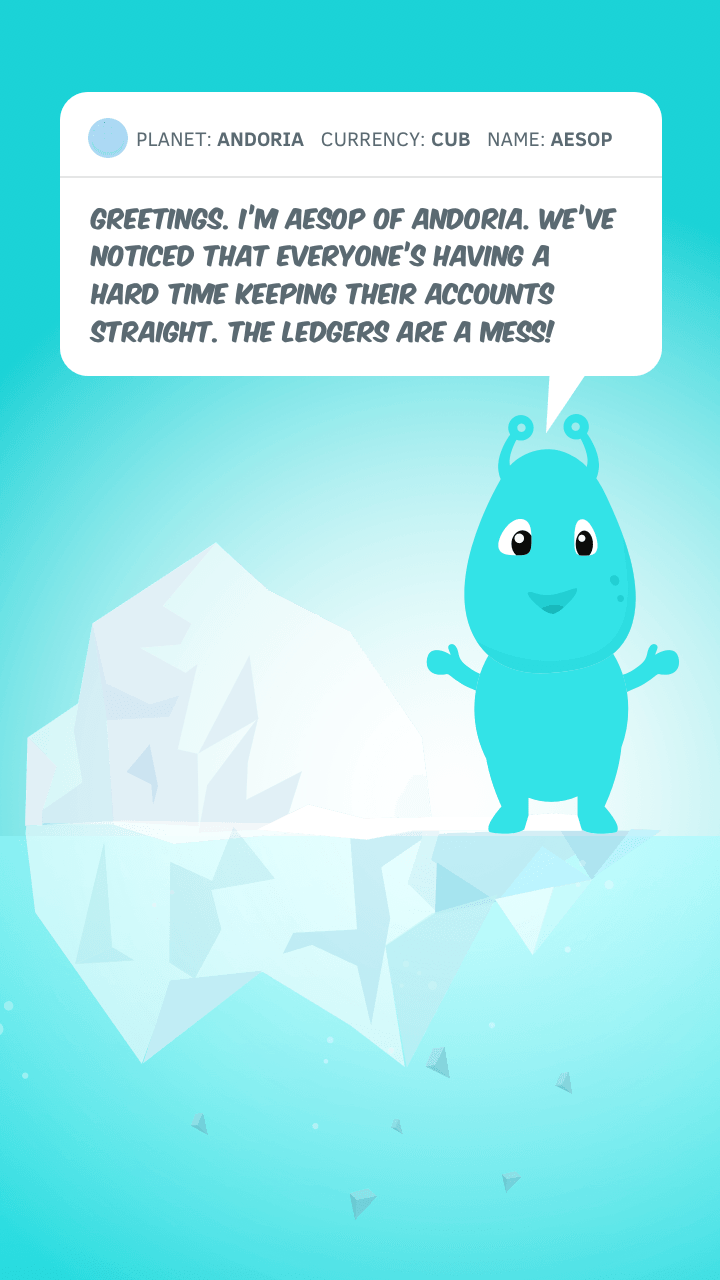 PLANET: ANDORIA CURRENCY: CUB NAME: AESOP
GREETINGS. I'M AESOP OF ANDORIA. WE'VE
NOTICED THAT EVERYONE'S HAVING A
HARD TIME KEEPING THEIR ACCOUNTS
STRAIGHT. THE LEDGERS ARE A MESS!